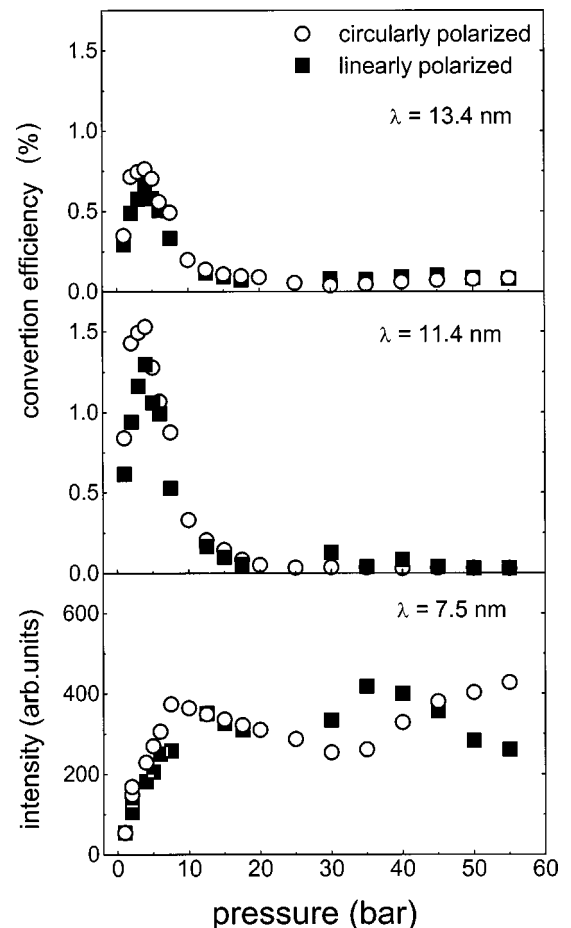 1.5
○ circularly polarized
■ linearly polarized
λ = 13.4 nm
1.0
0.5
0.0
convertion efficiency (%)
λ = 11.4 nm
1.5
1.0
0.5
0.0
λ = 7.5 nm
600
400
200
0
intensity (arb.units)
0 10 20 30 40 50 60
pressure (bar)